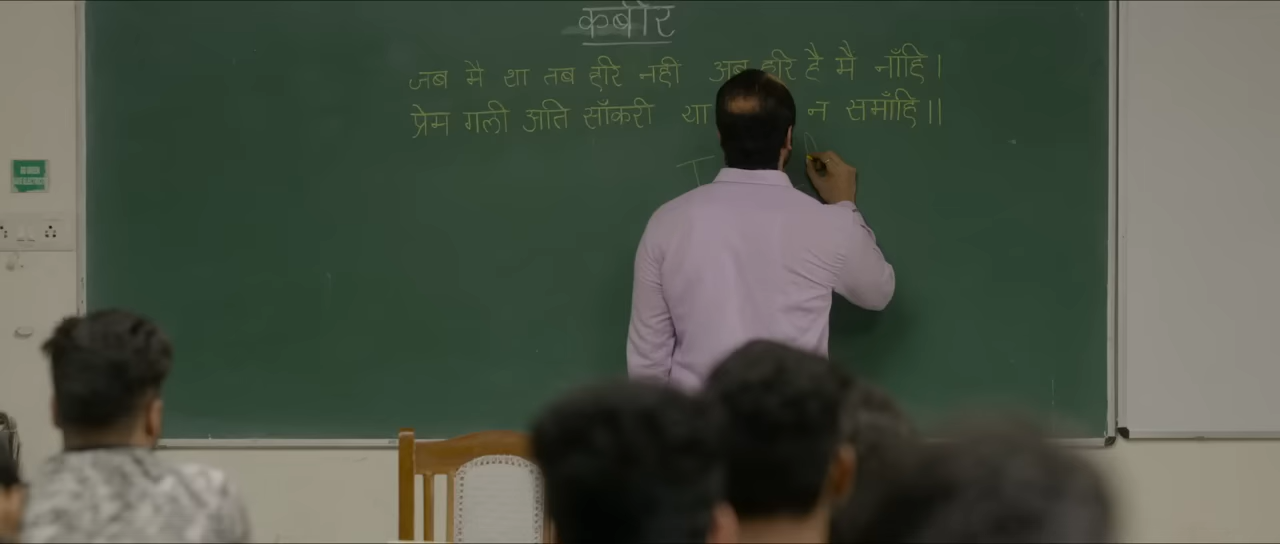 कबीर
जब मै था तब हरि नही अब हरि है मै नाँहि।
प्रेम गली अति साँकरी या न समाँहि॥